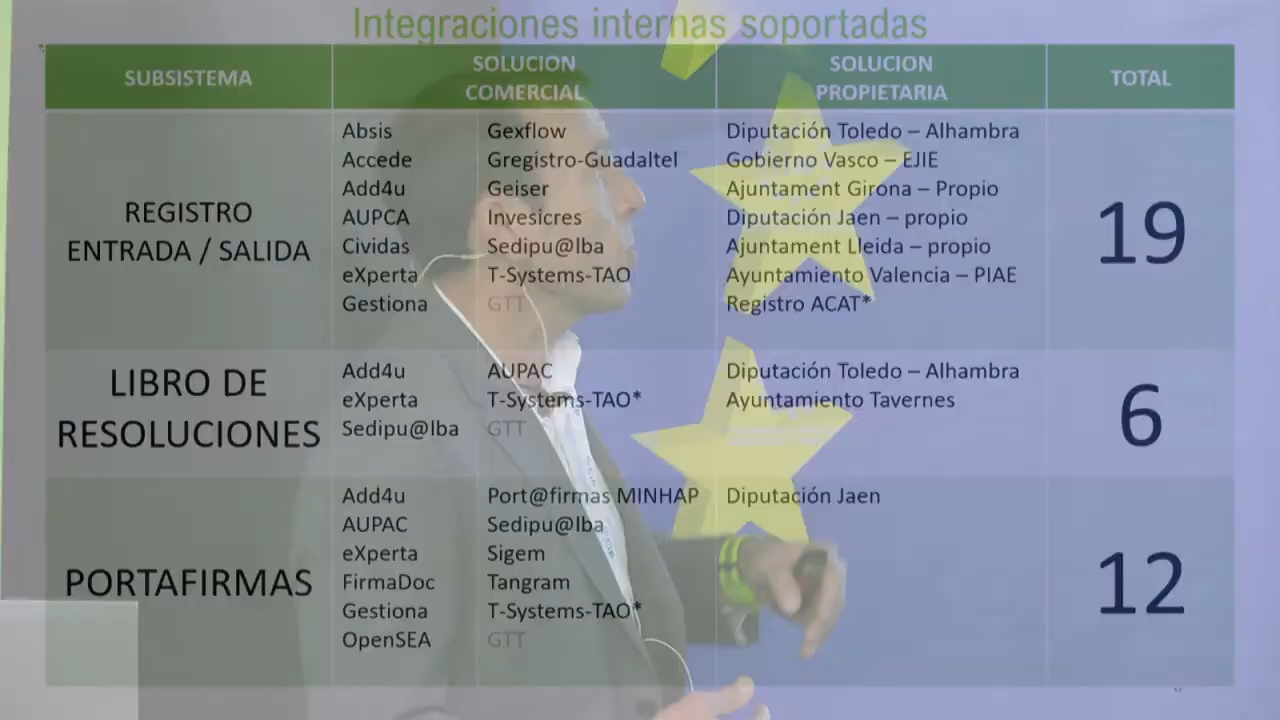 Integraciones internas soportadas
SUBSISTEMA
SOLUCION
COMERCIAL
SOLUCION
PROPIETARIA
TOTAL
REGISTRO
ENTRADA / SALIDA
Absis
Accede
Add4u
AUPCA
Cividas
eXperta
Gestiona
Gexflow
Gregistro-Guadaltel
Geiser
Invesicres
Sedipu@lba
T-Systems-TAO
GTT
Diputación Toledo – Alhambra
Gobierno Vasco – EJIE
Ajuntament Girona – Propio
Diputación Jaen – propio
Ajuntament Lleida – propio
Ayuntamiento Valencia – PIAE
Registro ACAT*
19
LIBRO DE
RESOLUCIONES
Add4u
eXperta
Sedipu@lba
AUPAC
T-Systems-TAO*
GTT
Diputación Toledo – Alhambra
Ayuntamiento Tavernes
6
PORTAFIRMAS
Add4u
AUPAC
eXperta
FirmaDoc
Gestiona
OpenSEA
Port@firmas MINHAP
Sedipu@lba
Sigem
Tangram
T-Systems-TAO*
GTT
Diputación Jaen
12